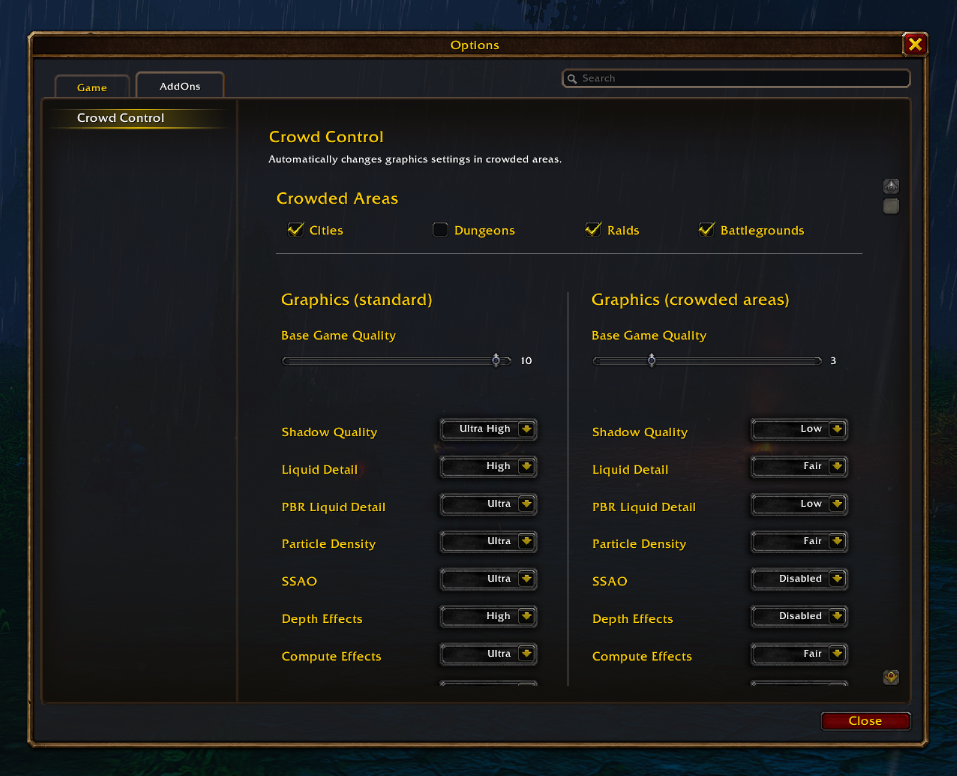 Options
Game
AddOns
Search
Crowd Control
Crowd Control
Automatically changes graphics settings in crowded areas.
Crowded Areas
Cities
Dungeons
Raids
Battlegrounds
Graphics (standard)
Base Game Quality
10
Shadow Quality
Ultra High
Liquid Detail
High
PBR Liquid Detail
Ultra
Particle Density
Ultra
SSAO
Ultra
Depth Effects
High
Compute Effects
Ultra
Graphics (crowded areas)
Base Game Quality
3
Shadow Quality
Low
Liquid Detail
Fair
PBR Liquid Detail
Low
Particle Density
Fair
SSAO
Disabled
Depth Effects
Disabled
Compute Effects
Fair
Close